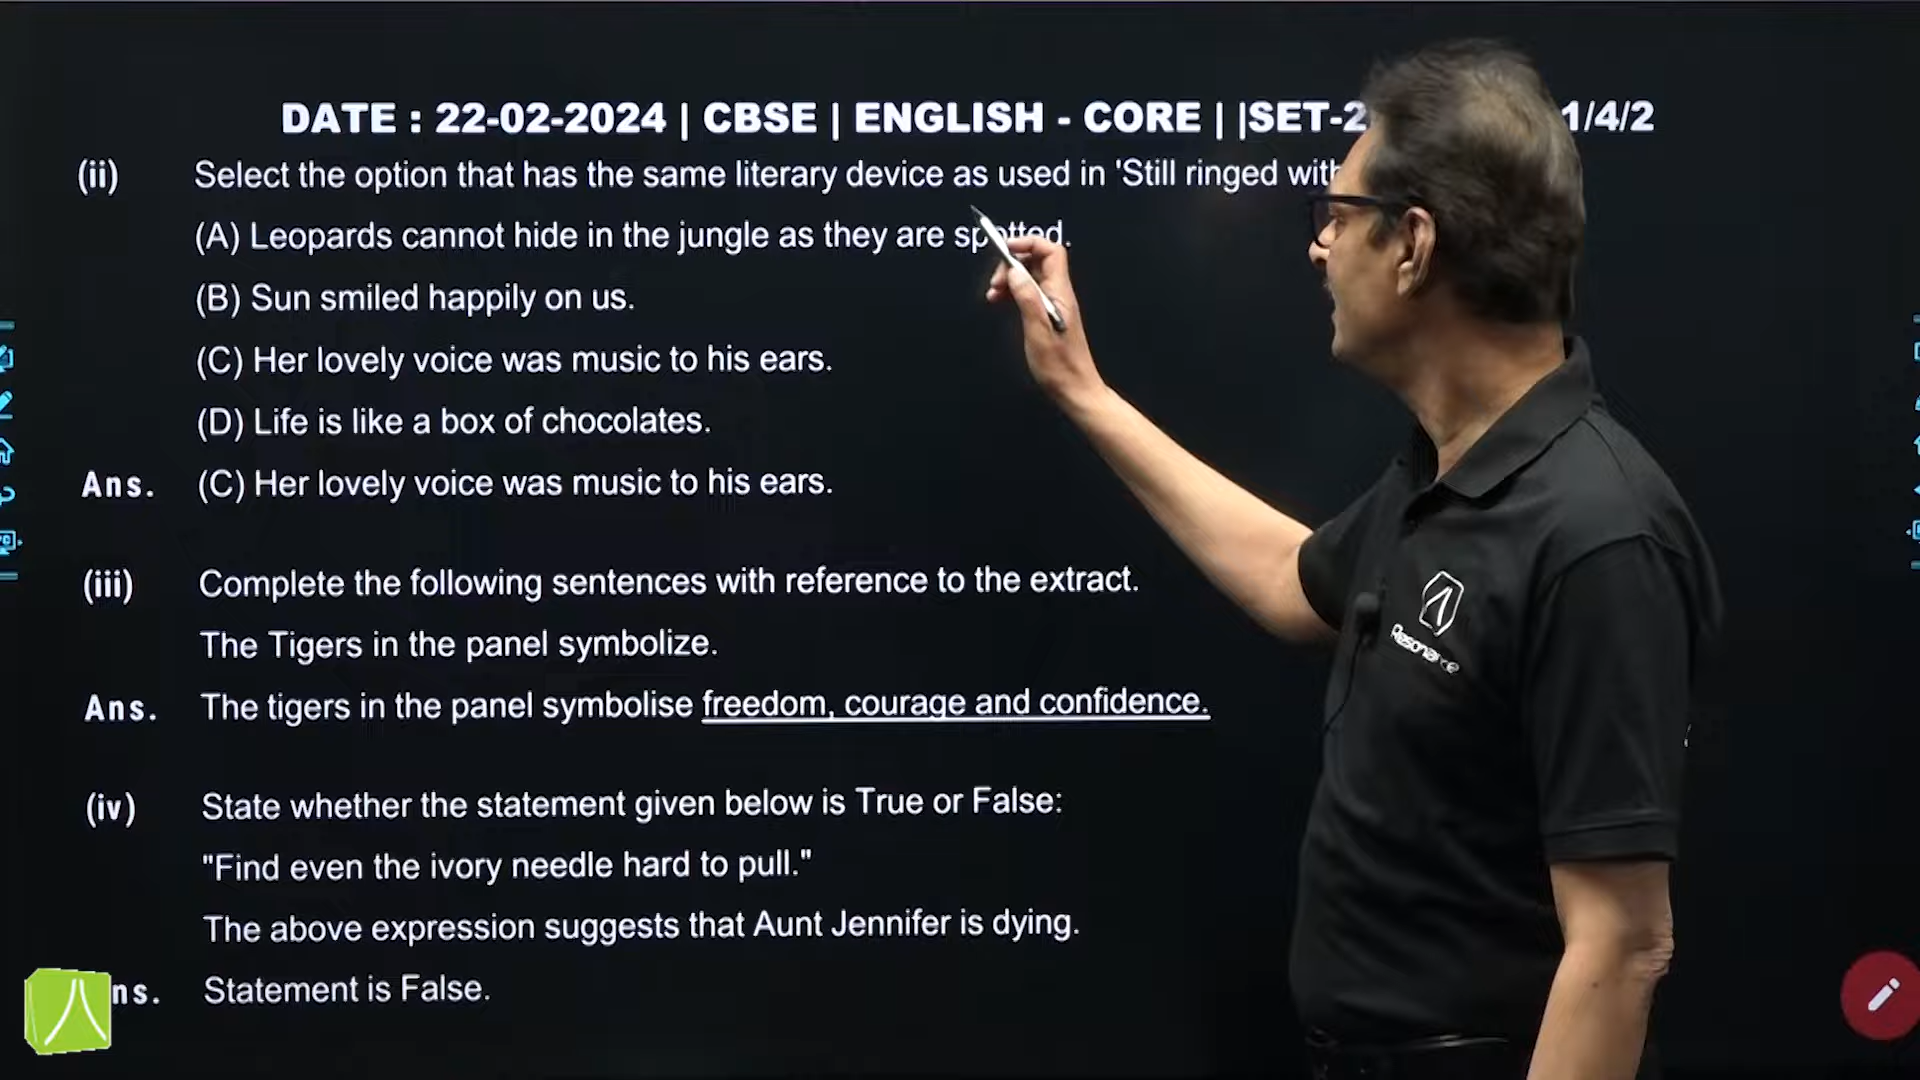 DATE : 22-02-2024 | CBSE | ENGLISH - CORE | |SET-2 1/4/2
(ii) Select the option that has the same literary device as used in 'Still ringed with
(A) Leopards cannot hide in the jungle as they are spotted.
(B) Sun smiled happily on us.
(C) Her lovely voice was music to his ears.
(D) Life is like a box of chocolates.
Ans. (C) Her lovely voice was music to his ears.
(iii) Complete the following sentences with reference to the extract.
The Tigers in the panel symbolize.
Ans. The tigers in the panel symbolise freedom, courage and confidence.
(iv) State whether the statement given below is True or False:
"Find even the ivory needle hard to pull."
The above expression suggests that Aunt Jennifer is dying.
ns. Statement is False.
Resonance